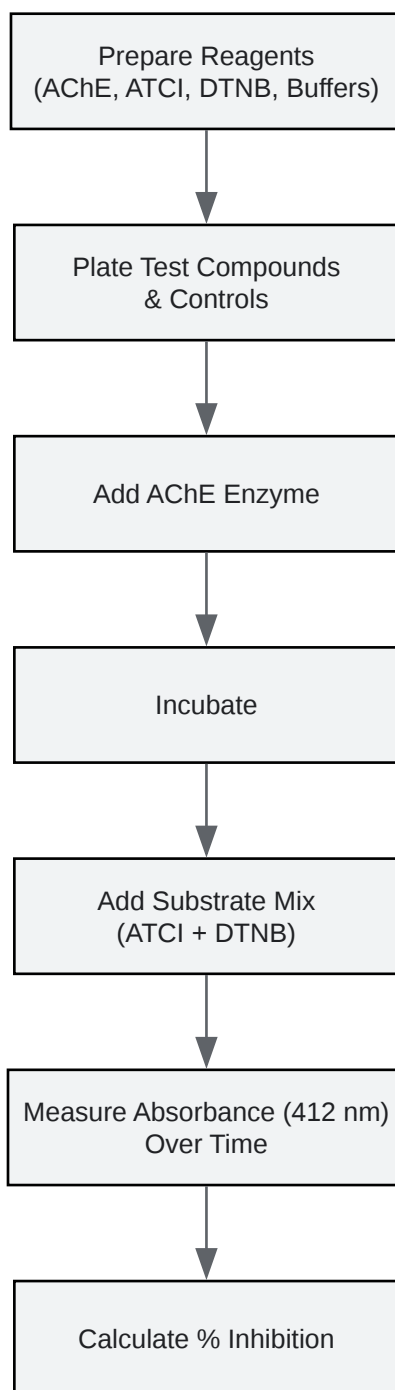 Prepare Reagents
(AChE, ATCI, DTNB, Buffers)
Plate Test Compounds
& Controls
Add AChE Enzyme
Incubate
Add Substrate Mix
(ATCI + DTNB)
Measure Absorbance (412 nm)
Over Time
Calculate % Inhibition